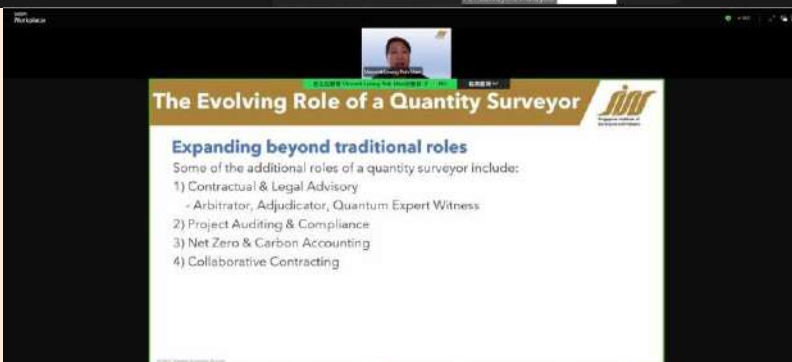 zoom
Workplace
The Evolving Role of a Quantity Surveyor
Expanding beyond traditional roles
Some of the additional roles of a quantity surveyor include:
1) Contractual & Legal Advisory
- Arbitrator, Adjudicator, Quantum Expert Witness
2) Project Auditing & Compliance
3) Net Zero & Carbon Accounting
4) Collaborative Contracting